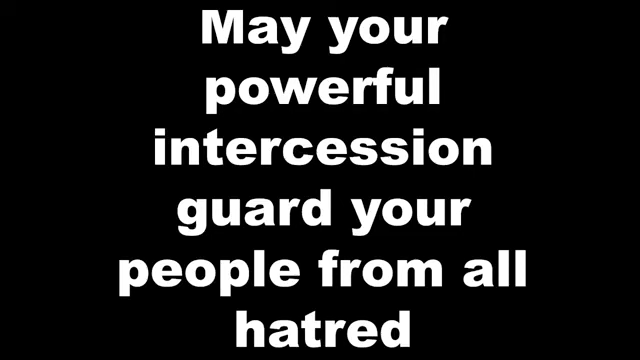 May your
powerful
intercession
guard your
people from all
hatred